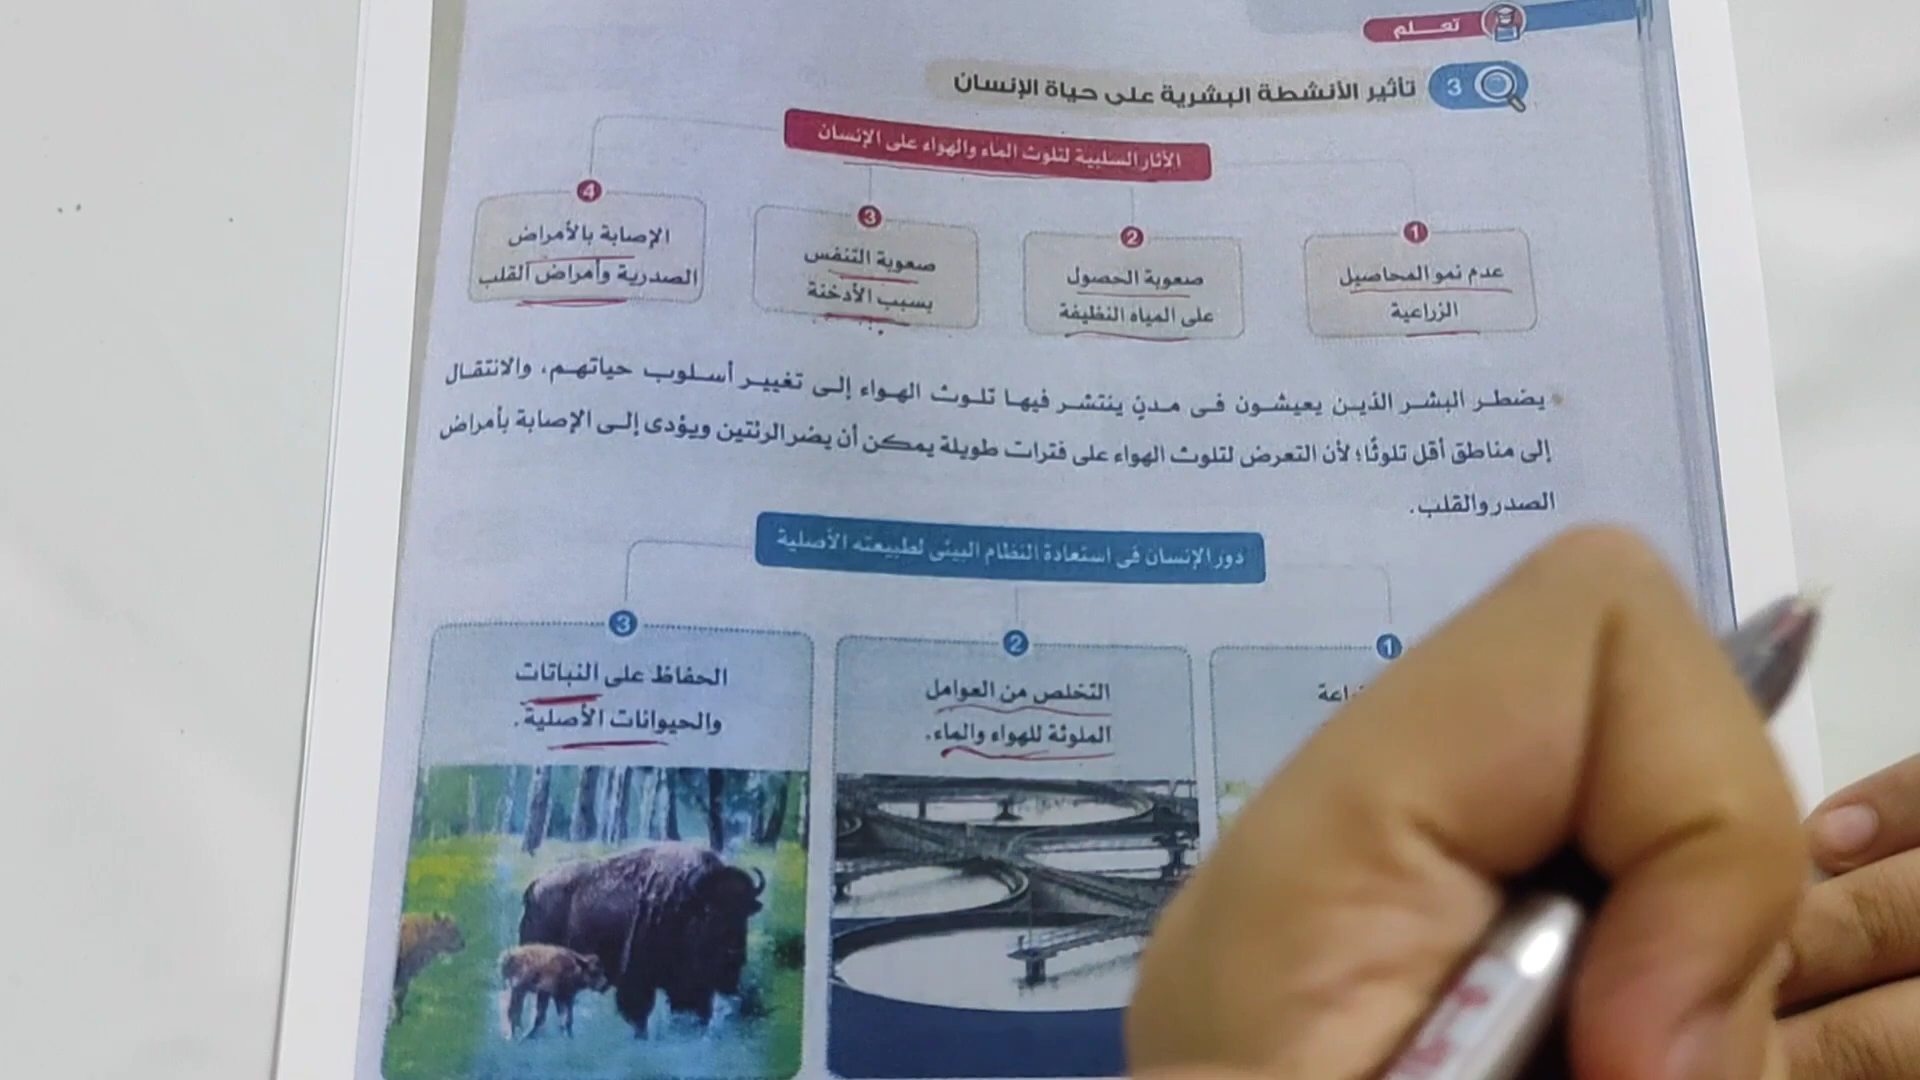 تعلم
3 تأثير الأنشطة البشرية على حياة الإنسان
الآثار السلبية لتلوث الماء والهواء على الإنسان
1
عدم نمو المحاصيل
الزراعية
2
صعوبة الحصول
على المياه النظيفة
3
صعوبة التنفس
بسبب الأدخنة
4
الإصابة بالأمراض
الصدرية وأمراض القلب
يضطر البشر الذين يعيشون فى مدنٍ ينتشر فيها تلوث الهواء إلى تغيير أسلوب حياتهم، والانتقال
إلى مناطق أقل تلوثًا؛ لأن التعرض لتلوث الهواء على فترات طويلة يمكن أن يضر الرئتين ويؤدى إلى الإصابة بأمراض
الصدر والقلب.
دور الإنسان فى استعادة النظام البيئى لطبيعته الأصلية
1
2
التخلص من العوامل
الملوثة للهواء والماء.
3
الحفاظ على النباتات
والحيوانات الأصلية.